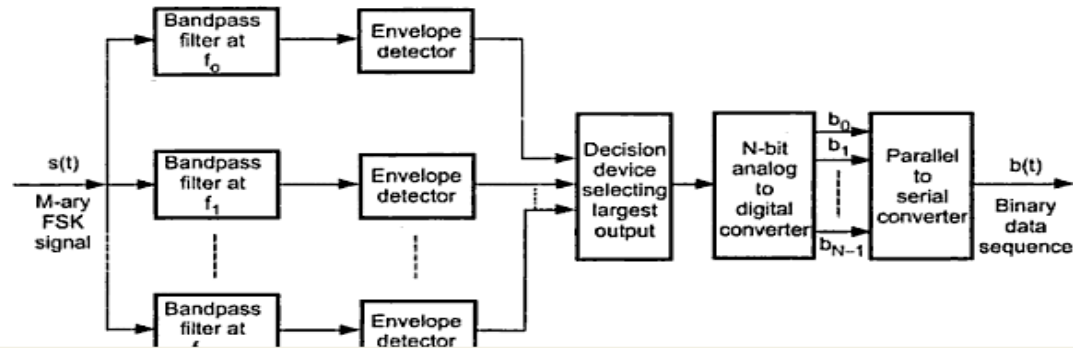 Bandpass
filter at
f₀
Envelope
detector
s(t)
M-ary
FSK
signal
Bandpass
filter at
f₁
Envelope
detector
Decision
device
selecting
largest
output
N-bit
analog
to
digital
converter
b₀
b₁
b_N–1
Parallel
to
serial
converter
b(t)
Binary
data
sequence
Bandpass
filter at
Envelope
detector